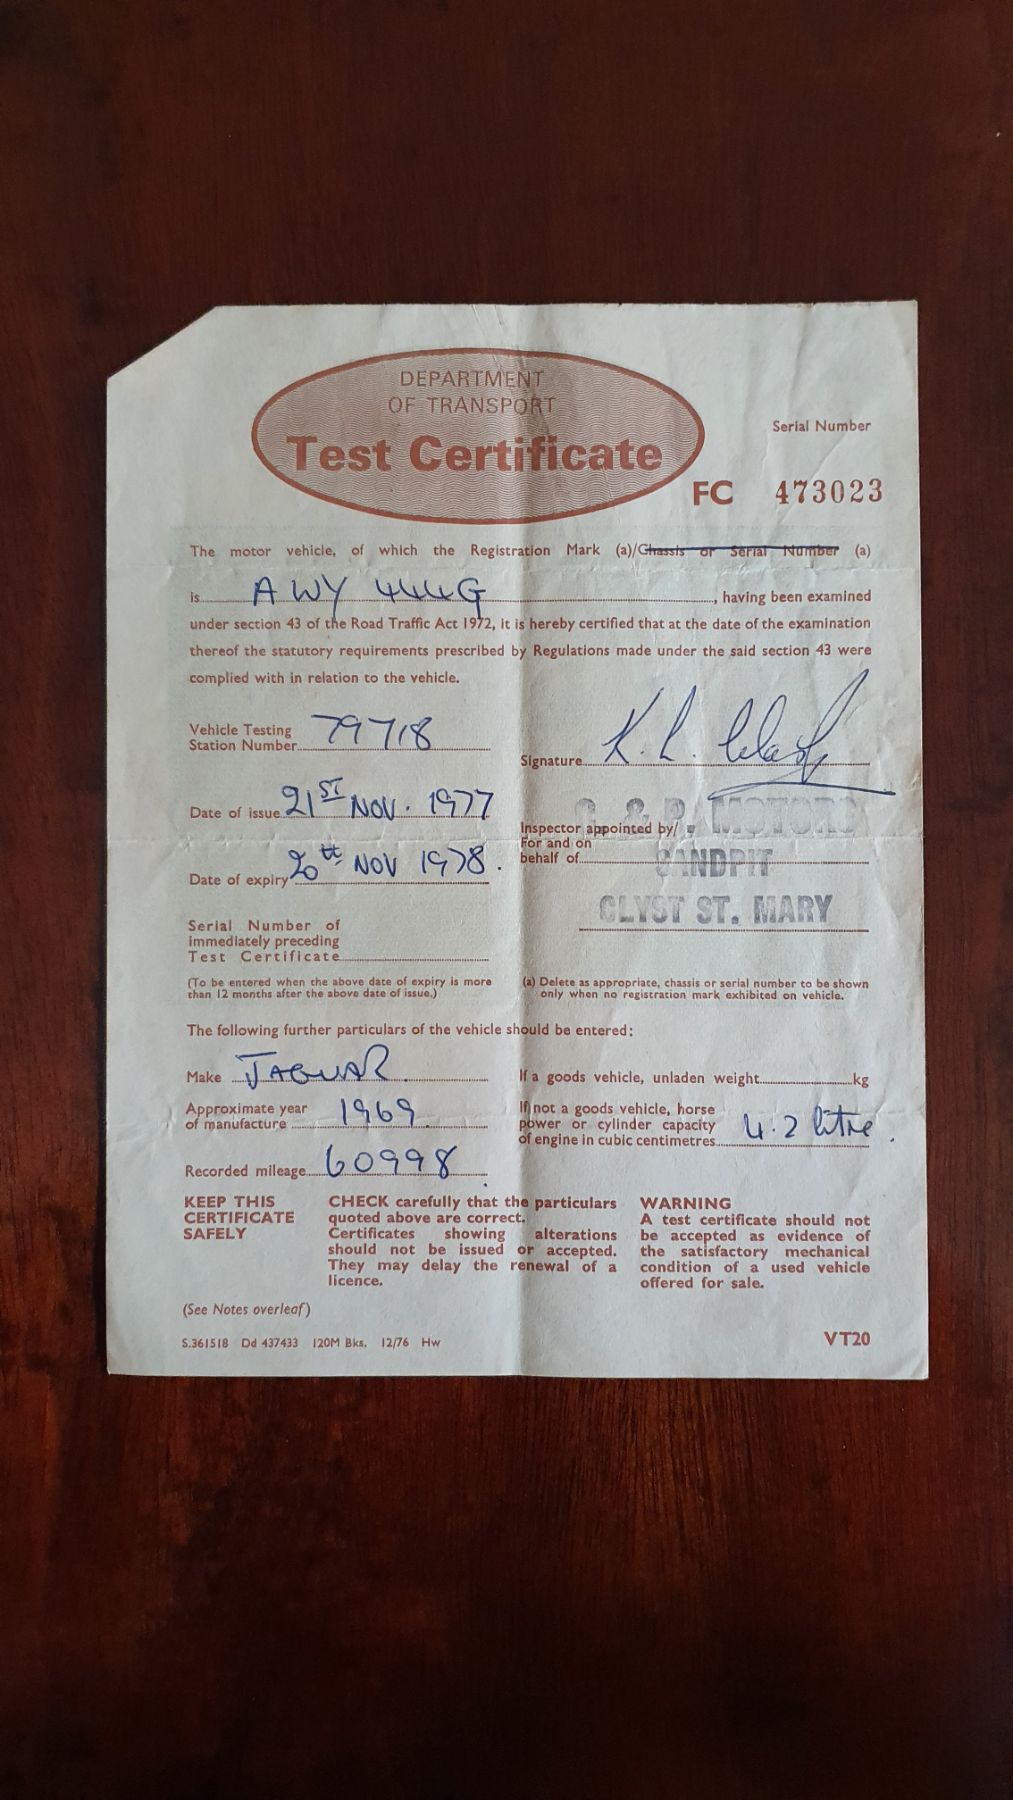 DEPARTMENT
OF TRANSPORT
Test Certificate
Serial Number
FC 473023
The motor vehicle, of which the Registration Mark (a)/Chassis or Serial Number (a)
is AWY 444G, having been examined
under section 43 of the Road Traffic Act 1972, it is hereby certified that at the date of the examination
thereof the statutory requirements prescribed by Regulations made under the said section 43 were
complied with in relation to the vehicle.
Vehicle Testing
Station Number 79718
Signature K. L.
Date of issue 21ST NOV. 1977
Date of expiry 20th NOV 1978.
Inspector appointed by/
For and on
behalf of
& P. MOTORS
SANDPIT
CLYST ST. MARY
Serial Number of
immediately preceding
Test Certificate
(To be entered when the above date of expiry is more
than 12 months after the above date of issue.)
(a) Delete as appropriate, chassis or serial number to be shown
only when no registration mark exhibited on vehicle.
The following further particulars of the vehicle should be entered:
Make JAGUAR.
If a goods vehicle, unladen weight kg
Approximate year
of manufacture 1969
If not a goods vehicle, horse
power or cylinder capacity
of engine in cubic centimetres 4.2 litre.
Recorded mileage 60998
KEEP THIS
CERTIFICATE
SAFELY
CHECK carefully that the particulars
quoted above are correct.
Certificates showing alterations
should not be issued or accepted.
They may delay the renewal of a
licence.
WARNING
A test certificate should not
be accepted as evidence of
the satisfactory mechanical
condition of a used vehicle
offered for sale.
(See Notes overleaf)
S.361518 Dd 437433 120M Bks. 12/76 Hw
VT20